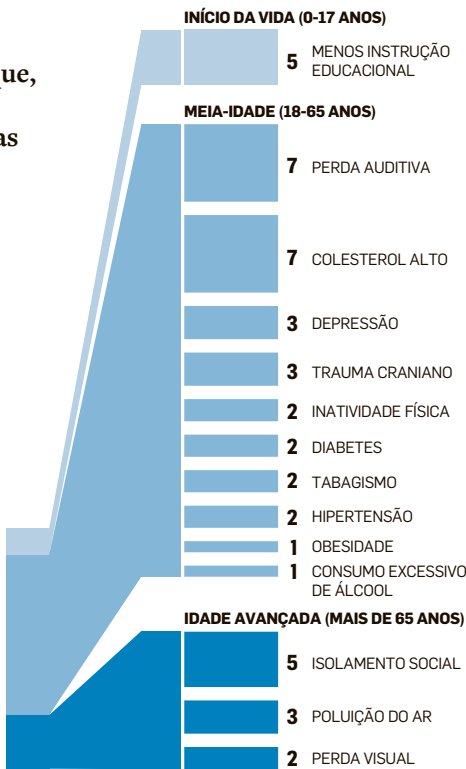 que,
as
INÍCIO DA VIDA (0-17 ANOS)
5 MENOS INSTRUÇÃO
EDUCACIONAL
MEIA-IDADE (18-65 ANOS)
7 PERDA AUDITIVA
7 COLESTEROL ALTO
3 DEPRESSÃO
3 TRAUMA CRANIANO
2 INATIVIDADE FÍSICA
2 DIABETES
2 TABAGISMO
2 HIPERTENSÃO
1 OBESIDADE
1 CONSUMO EXCESSIVO
DE ÁLCOOL
IDADE AVANÇADA (MAIS DE 65 ANOS)
5 ISOLAMENTO SOCIAL
3 POLUIÇÃO DO AR
2 PERDA VISUAL